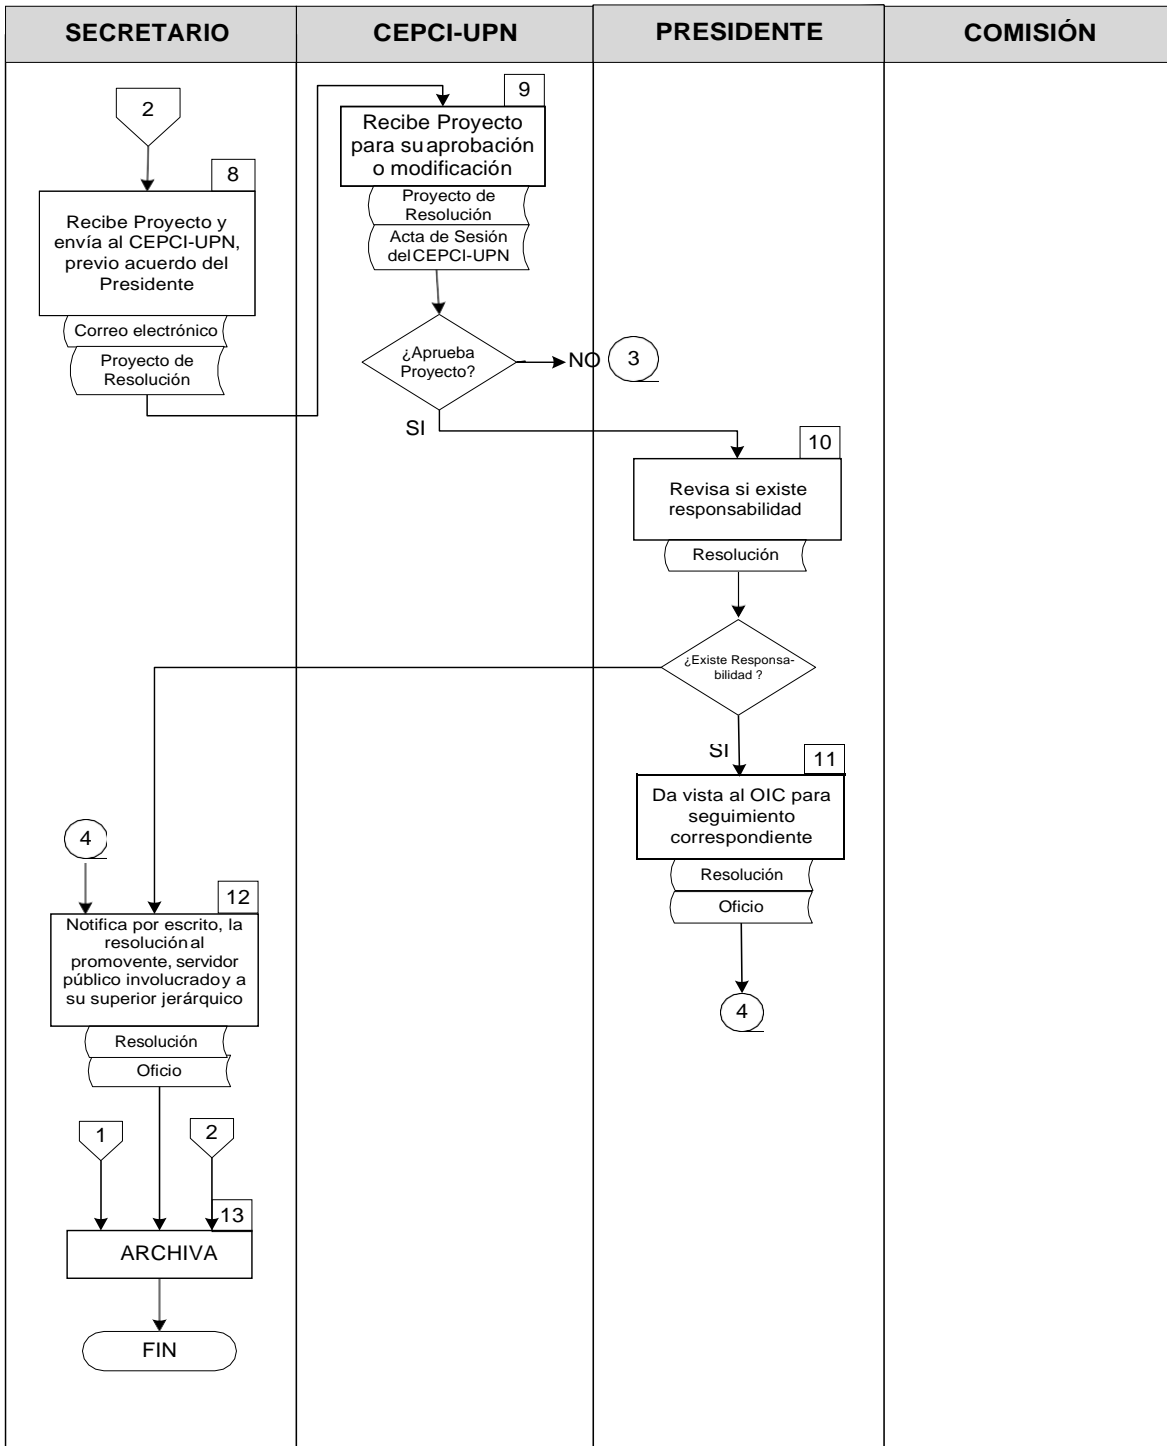 SECRETARIO
CEPCI-UPN
PRESIDENTE
COMISIÓN
2
8
Recibe Proyecto y
envía al CEPCI-UPN,
previo acuerdo del
Presidente
Correo electrónico
Proyecto de
Resolución
9
Recibe Proyecto
para su aprobación
o modificación
Proyecto de
Resolución
Acta de Sesión
del CEPCI-UPN
¿Aprueba
Proyecto?
NO
3
SI
10
Revisa si existe
responsabilidad
Resolución
¿Existe Responsa-
bilidad ?
SI
11
Da vista al OIC para
seguimiento
correspondiente
Resolución
Oficio
4
4
12
Notifica por escrito, la
resolución al
promovente, servidor
público involucrado y a
su superior jerárquico
Resolución
Oficio
1
2
13
ARCHIVA
FIN